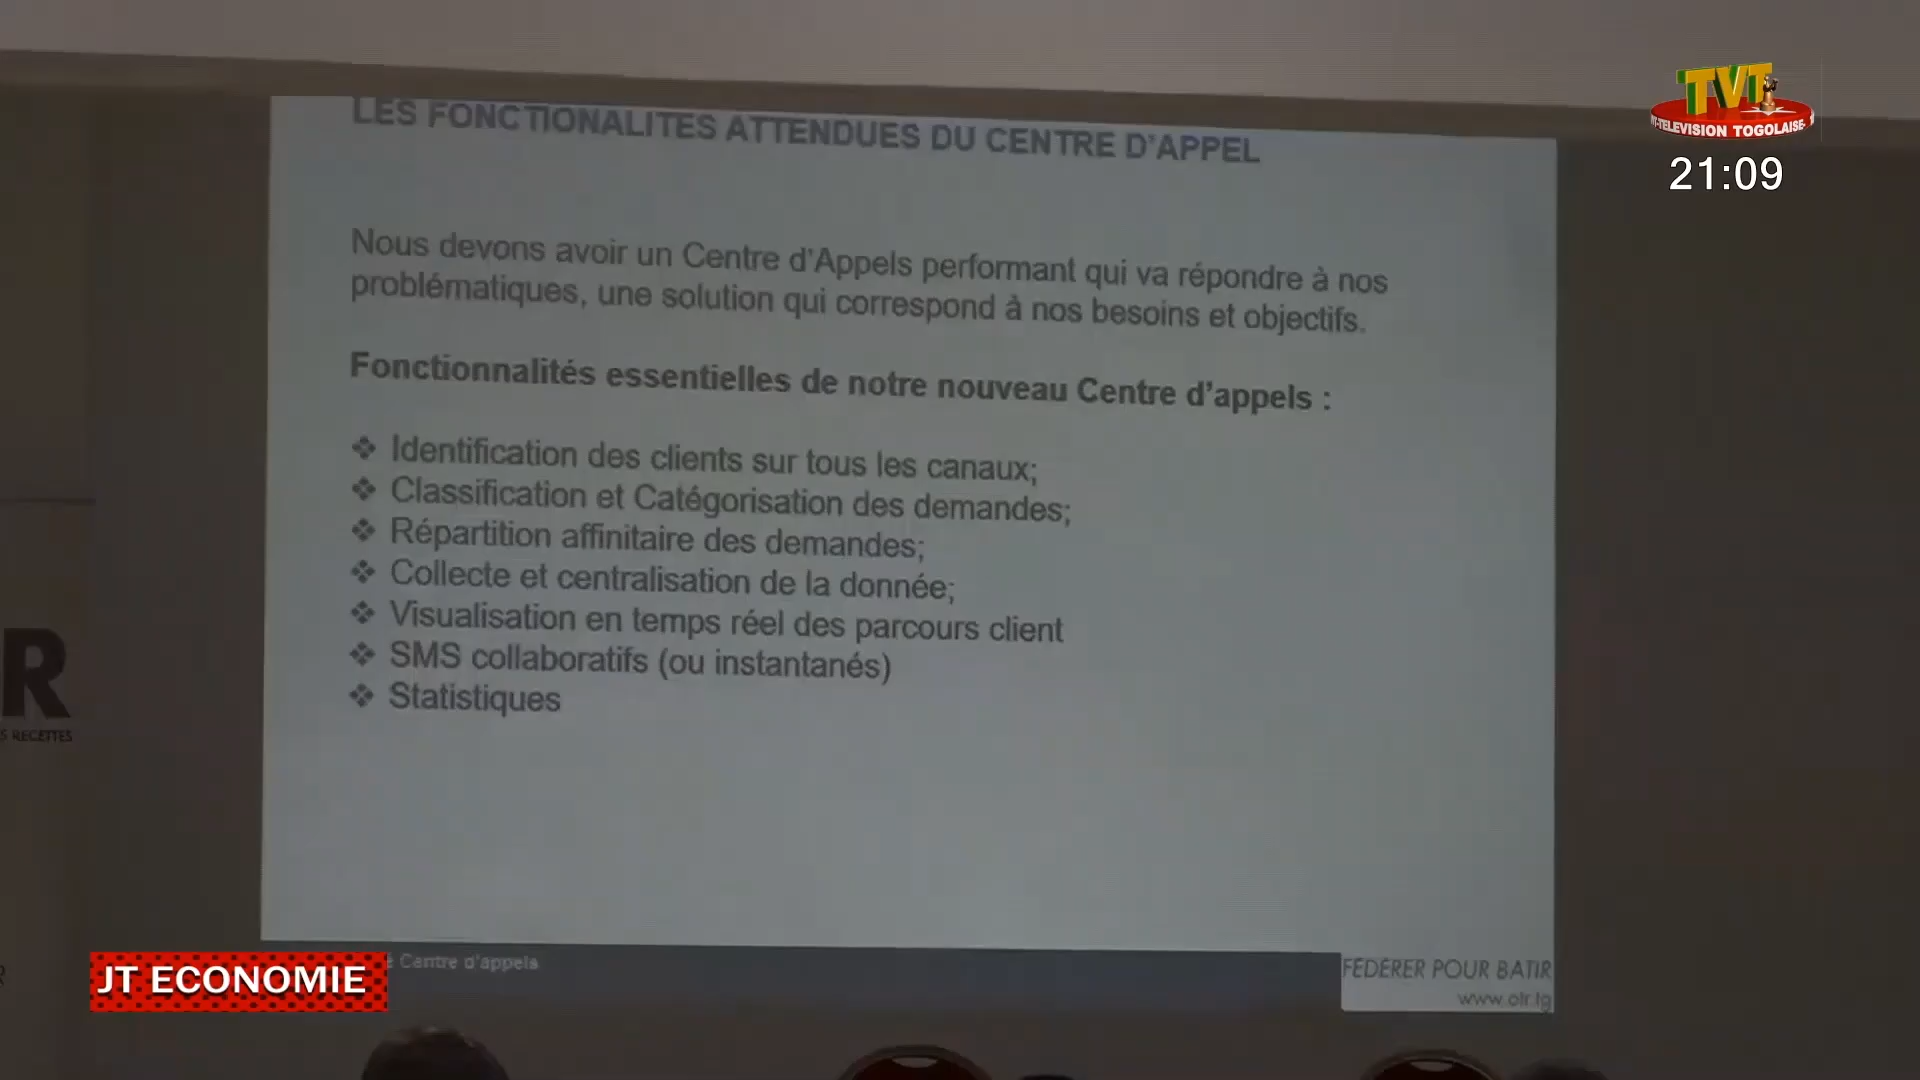 TVT
TELEVISION TOGOLAISE
21:09
LES FONCTIONALITES ATTENDUES DU CENTRE D'APPEL
Nous devons avoir un Centre d'Appels performant qui va répondre à nos
problématiques, une solution qui correspond à nos besoins et objectifs.
Fonctionnalités essentielles de notre nouveau Centre d'appels :
❖ Identification des clients sur tous les canaux;
❖ Classification et Catégorisation des demandes;
❖ Répartition affinitaire des demandes;
❖ Collecte et centralisation de la donnée;
❖ Visualisation en temps réel des parcours client
❖ SMS collaboratifs (ou instantanés)
❖ Statistiques
R
S RECETTES
JT ECONOMIE
Centre d'appels
FÉDÉRER POUR BATIR
www.otr.tg